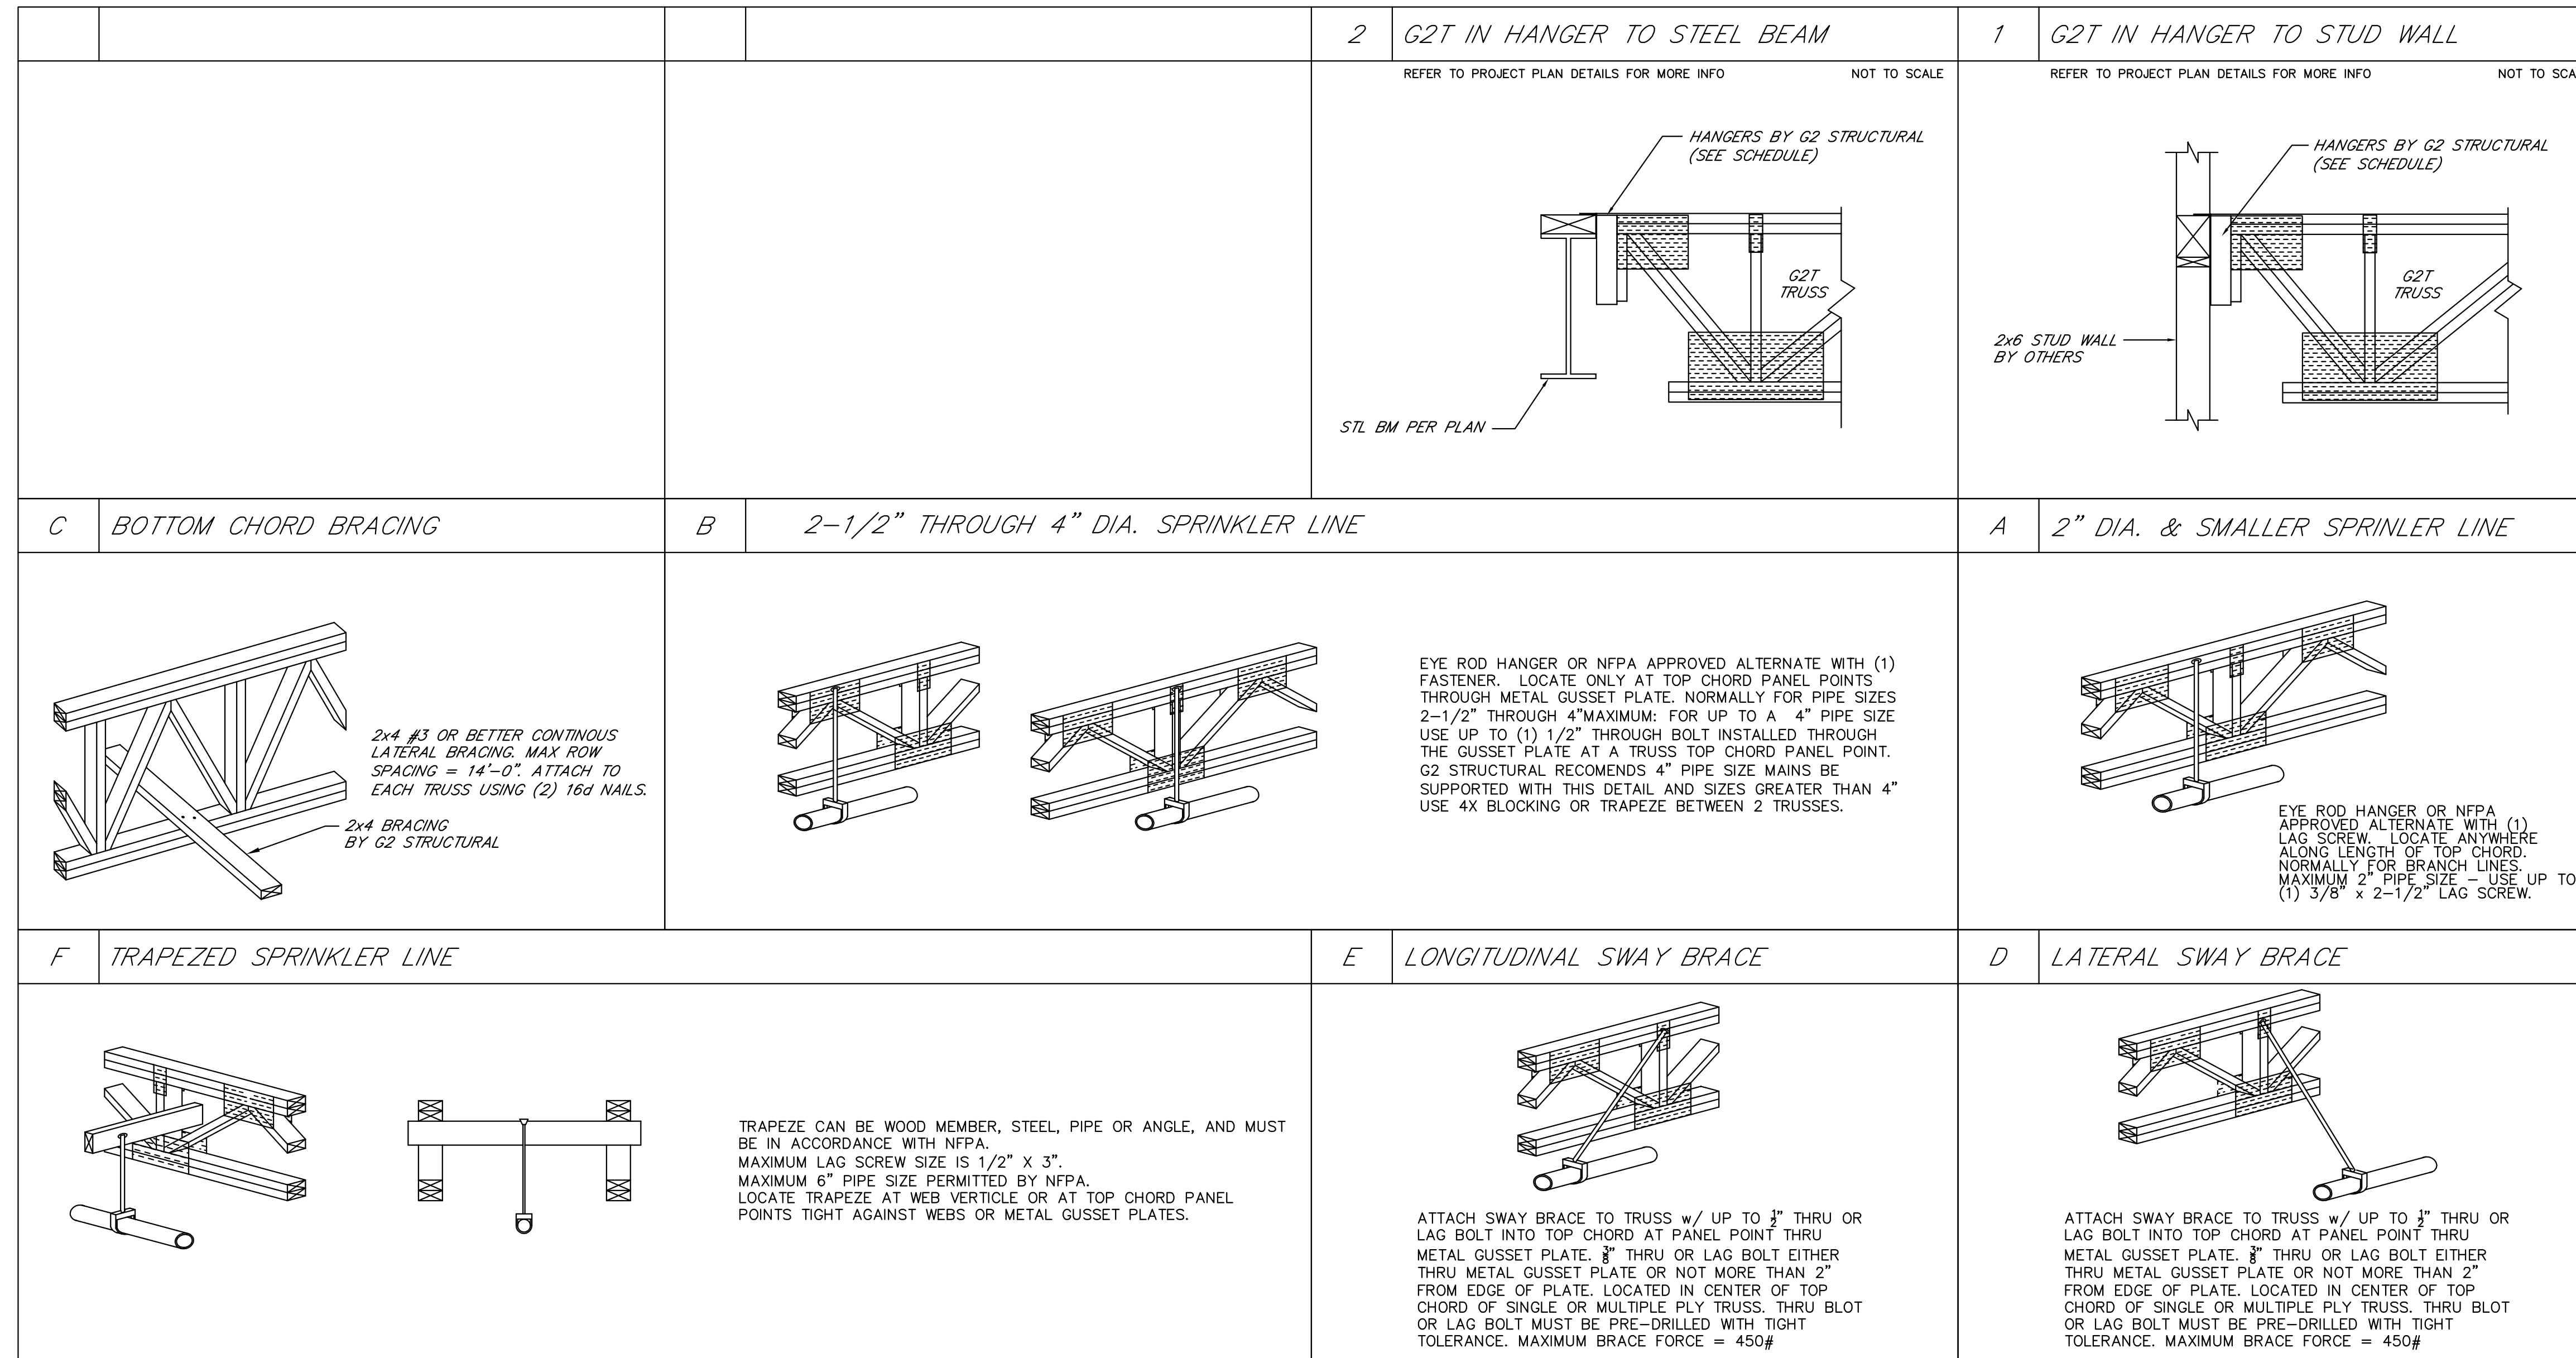 2 G2T IN HANGER TO STEEL BEAM
REFER TO PROJECT PLAN DETAILS FOR MORE INFO NOT TO SCALE
HANGERS BY G2 STRUCTURAL
(SEE SCHEDULE)
G2T
TRUSS
STL BM PER PLAN
1 G2T IN HANGER TO STUD WALL
REFER TO PROJECT PLAN DETAILS FOR MORE INFO NOT TO SCA
HANGERS BY G2 STRUCTURAL
(SEE SCHEDULE)
G2T
TRUSS
2x6 STUD WALL
BY OTHERS
C BOTTOM CHORD BRACING
2x4 #3 OR BETTER CONTINOUS
LATERAL BRACING. MAX ROW
SPACING = 14'-0". ATTACH TO
EACH TRUSS USING (2) 16d NAILS.
2x4 BRACING
BY G2 STRUCTURAL
B 2-1/2" THROUGH 4" DIA. SPRINKLER LINE
EYE ROD HANGER OR NFPA APPROVED ALTERNATE WITH (1)
FASTENER. LOCATE ONLY AT TOP CHORD PANEL POINTS
THROUGH METAL GUSSET PLATE. NORMALLY FOR PIPE SIZES
2-1/2" THROUGH 4"MAXIMUM: FOR UP TO A 4" PIPE SIZE
USE UP TO (1) 1/2" THROUGH BOLT INSTALLED THROUGH
THE GUSSET PLATE AT A TRUSS TOP CHORD PANEL POINT.
G2 STRUCTURAL RECOMENDS 4" PIPE SIZE MAINS BE
SUPPORTED WITH THIS DETAIL AND SIZES GREATER THAN 4"
USE 4X BLOCKING OR TRAPEZE BETWEEN 2 TRUSSES.
A 2" DIA. & SMALLER SPRINLER LINE
EYE ROD HANGER OR NFPA
APPROVED ALTERNATE WITH (1)
LAG SCREW. LOCATE ANYWHERE
ALONG LENGTH OF TOP CHORD.
NORMALLY FOR BRANCH LINES.
MAXIMUM 2" PIPE SIZE – USE UP TO
(1) 3/8" x 2-1/2" LAG SCREW.
F TRAPEZED SPRINKLER LINE
TRAPEZE CAN BE WOOD MEMBER, STEEL, PIPE OR ANGLE, AND MUST
BE IN ACCORDANCE WITH NFPA.
MAXIMUM LAG SCREW SIZE IS 1/2" X 3".
MAXIMUM 6" PIPE SIZE PERMITTED BY NFPA.
LOCATE TRAPEZE AT WEB VERTICLE OR AT TOP CHORD PANEL
POINTS TIGHT AGAINST WEBS OR METAL GUSSET PLATES.
E LONGITUDINAL SWAY BRACE
ATTACH SWAY BRACE TO TRUSS w/ UP TO ½" THRU OR
LAG BOLT INTO TOP CHORD AT PANEL POINT THRU
METAL GUSSET PLATE. ⅜" THRU OR LAG BOLT EITHER
THRU METAL GUSSET PLATE OR NOT MORE THAN 2"
FROM EDGE OF PLATE. LOCATED IN CENTER OF TOP
CHORD OF SINGLE OR MULTIPLE PLY TRUSS. THRU BLOT
OR LAG BOLT MUST BE PRE-DRILLED WITH TIGHT
TOLERANCE. MAXIMUM BRACE FORCE = 450#
D LATERAL SWAY BRACE
ATTACH SWAY BRACE TO TRUSS w/ UP TO ½" THRU OR
LAG BOLT INTO TOP CHORD AT PANEL POINT THRU
METAL GUSSET PLATE. ⅜" THRU OR LAG BOLT EITHER
THRU METAL GUSSET PLATE OR NOT MORE THAN 2"
FROM EDGE OF PLATE. LOCATED IN CENTER OF TOP
CHORD OF SINGLE OR MULTIPLE PLY TRUSS. THRU BLOT
OR LAG BOLT MUST BE PRE-DRILLED WITH TIGHT
TOLERANCE. MAXIMUM BRACE FORCE = 450#